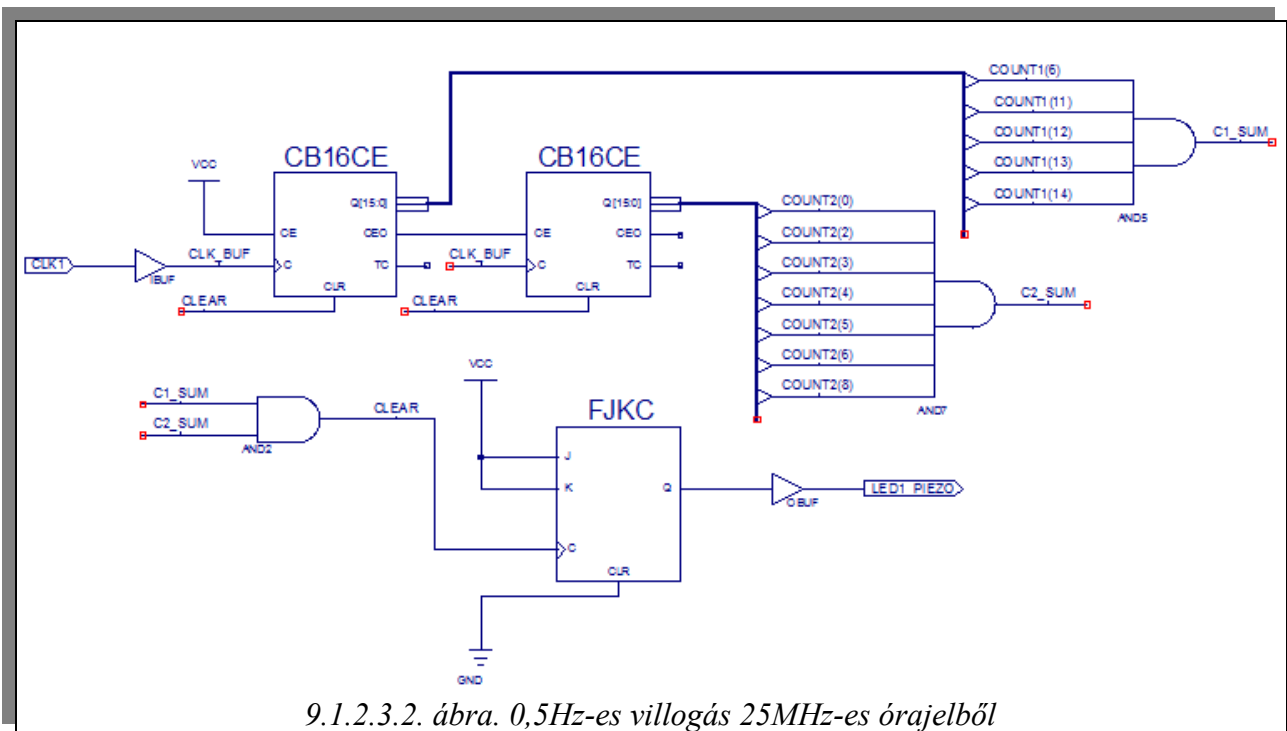 COUNT1(6)
COUNT1(11)
COUNT1(12)
COUNT1(13)
COUNT1(14)
C1_SUM
AND5
VCC
CB16CE
Q[15:0]
CE
CEO
C
TC
CLR
CB16CE
Q[15:0]
CE
CEO
C
TC
CLR
CLK1
IBUF
CLK_BUF
CLK_BUF
CLEAR
CLEAR
COUNT2(0)
COUNT2(2)
COUNT2(3)
COUNT2(4)
COUNT2(5)
COUNT2(6)
COUNT2(8)
C2_SUM
AND7
C1_SUM
C2_SUM
AND2
CLEAR
VCC
FJKC
J
K
Q
C
CLR
OBUF
LED1_PIEZO
GND
9.1.2.3.2. ábra. 0,5Hz-es villogás 25MHz-es órajelből